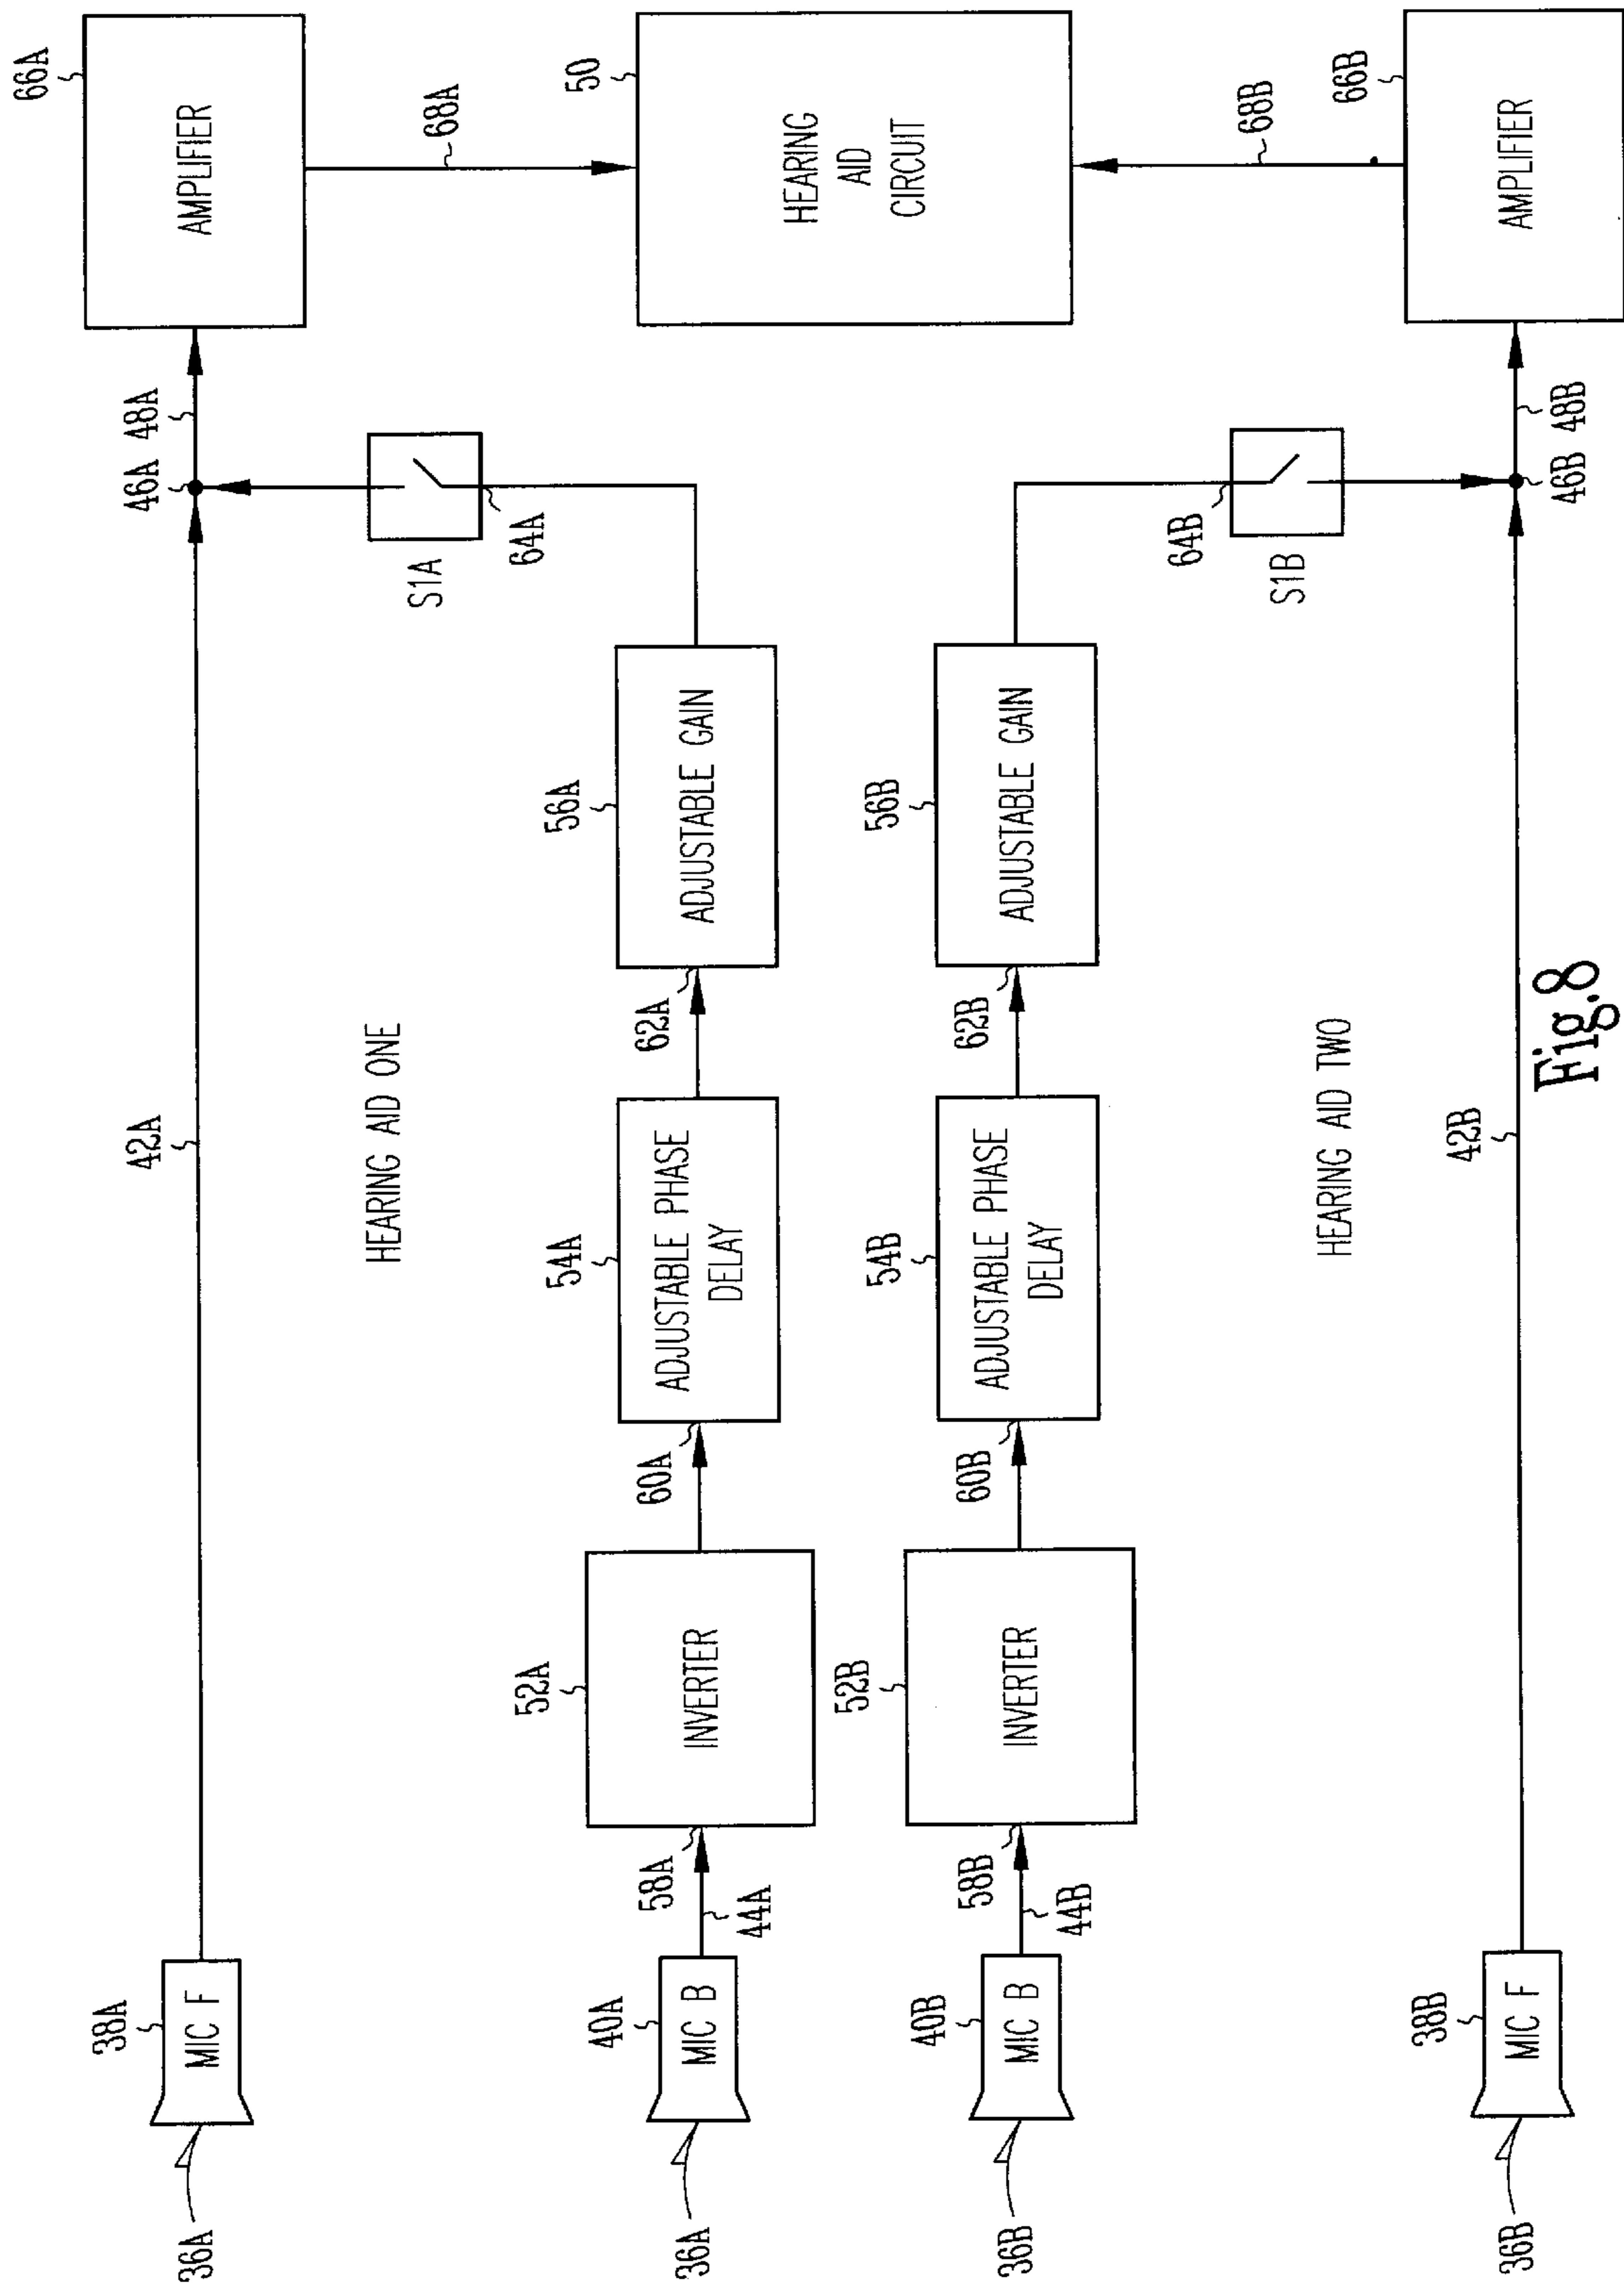 66A
AMPLIFIER
68A
50
HEARING
AID
CIRCUIT
68B
66B
AMPLIFIER
46A
48A
S1A
64A
64B
S1B
46B
48B
56A
ADJUSTABLE GAIN
62A
56B
ADJUSTABLE GAIN
62B
42A
HEARING AID ONE
54A
ADJUSTABLE PHASE
DELAY
60A
54B
ADJUSTABLE PHASE
DELAY
60B
HEARING AID TWO
42B
Fig.8
52A
INVERTER
58A
44A
52B
INVERTER
58B
44B
38A
MIC F
36A
40A
MIC B
36A
40B
MIC B
36B
38B
MIC F
36B